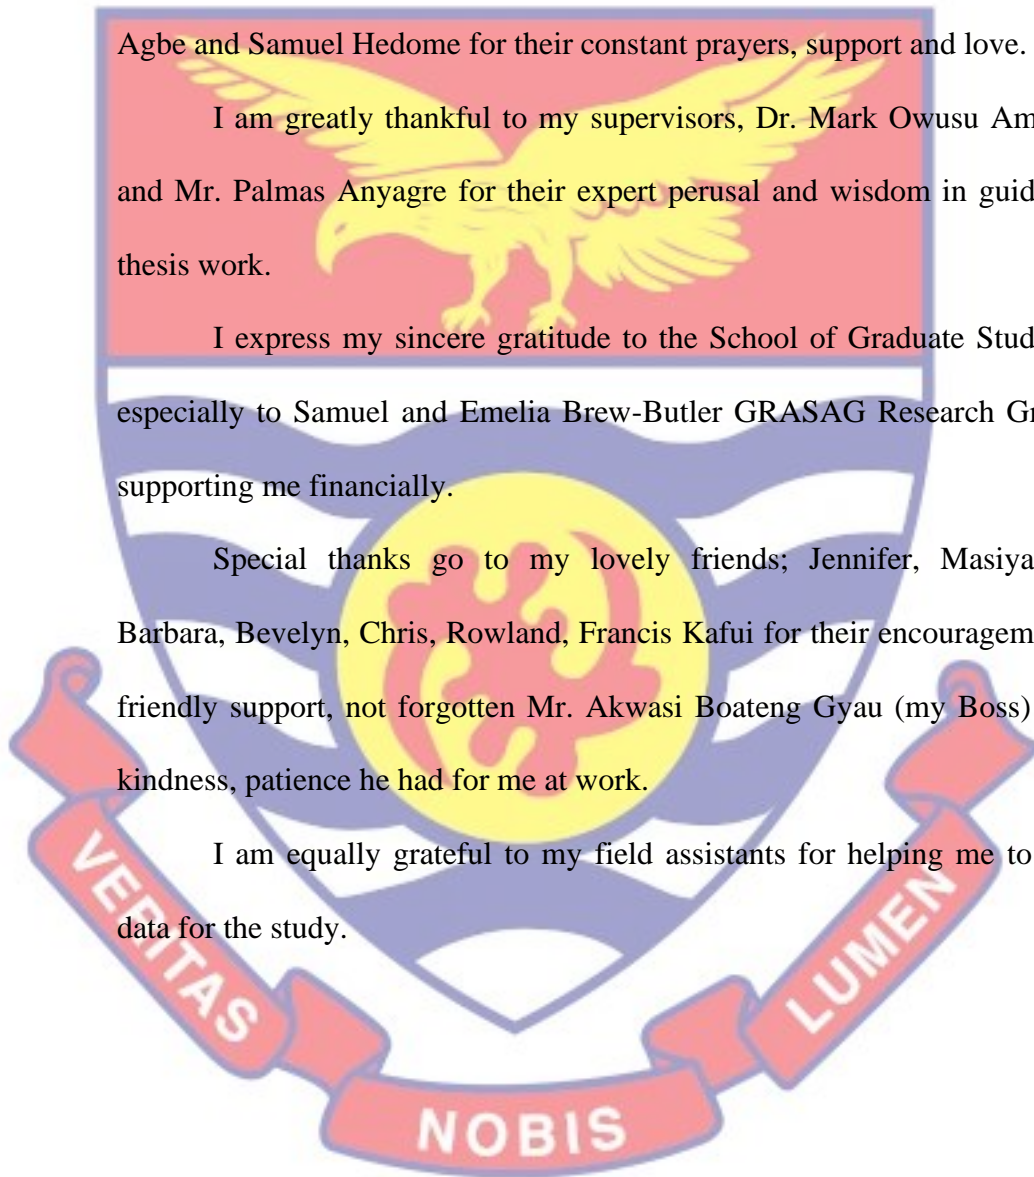 Agbe and Samuel Hedome for their constant prayers, support and love.
I am greatly thankful to my supervisors, Dr. Mark Owusu Am
and Mr. Palmas Anyagre for their expert perusal and wisdom in guid
thesis work.
I express my sincere gratitude to the School of Graduate Stud
especially to Samuel and Emelia Brew-Butler GRASAG Research Gr
supporting me financially.
Special thanks go to my lovely friends; Jennifer, Masiya
Barbara, Bevelyn, Chris, Rowland, Francis Kafui for their encouragem
friendly support, not forgotten Mr. Akwasi Boateng Gyau (my Boss)
kindness, patience he had for me at work.
I am equally grateful to my field assistants for helping me to
data for the study.
VERITAS
NOBIS
LUMEN